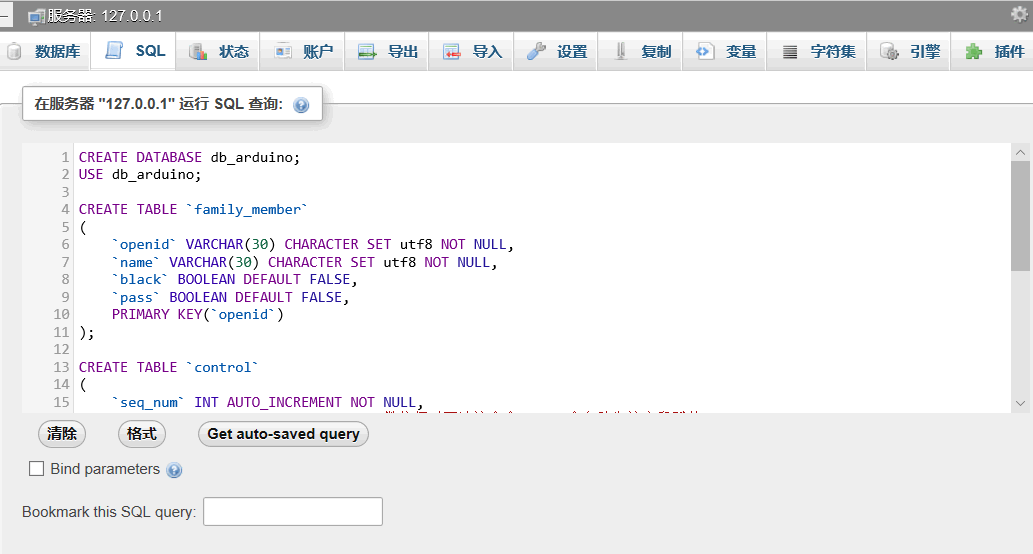 服务器: 127.0.0.1
数据库 SQL 状态 账户 导出 导入 设置 复制 变量 字符集 引擎 插件
在服务器 "127.0.0.1" 运行 SQL 查询:
1 CREATE DATABASE db_arduino;
2 USE db_arduino;
3
4 CREATE TABLE `family_member`
5 (
6 `openid` VARCHAR(30) CHARACTER SET utf8 NOT NULL,
7 `name` VARCHAR(30) CHARACTER SET utf8 NOT NULL,
8 `black` BOOLEAN DEFAULT FALSE,
9 `pass` BOOLEAN DEFAULT FALSE,
10 PRIMARY KEY(`openid`)
11 );
12
13 CREATE TABLE `control`
14 (
15 `seq_num` INT AUTO_INCREMENT NOT NULL,
清除 格式 Get auto-saved query
Bind parameters
Bookmark this SQL query: